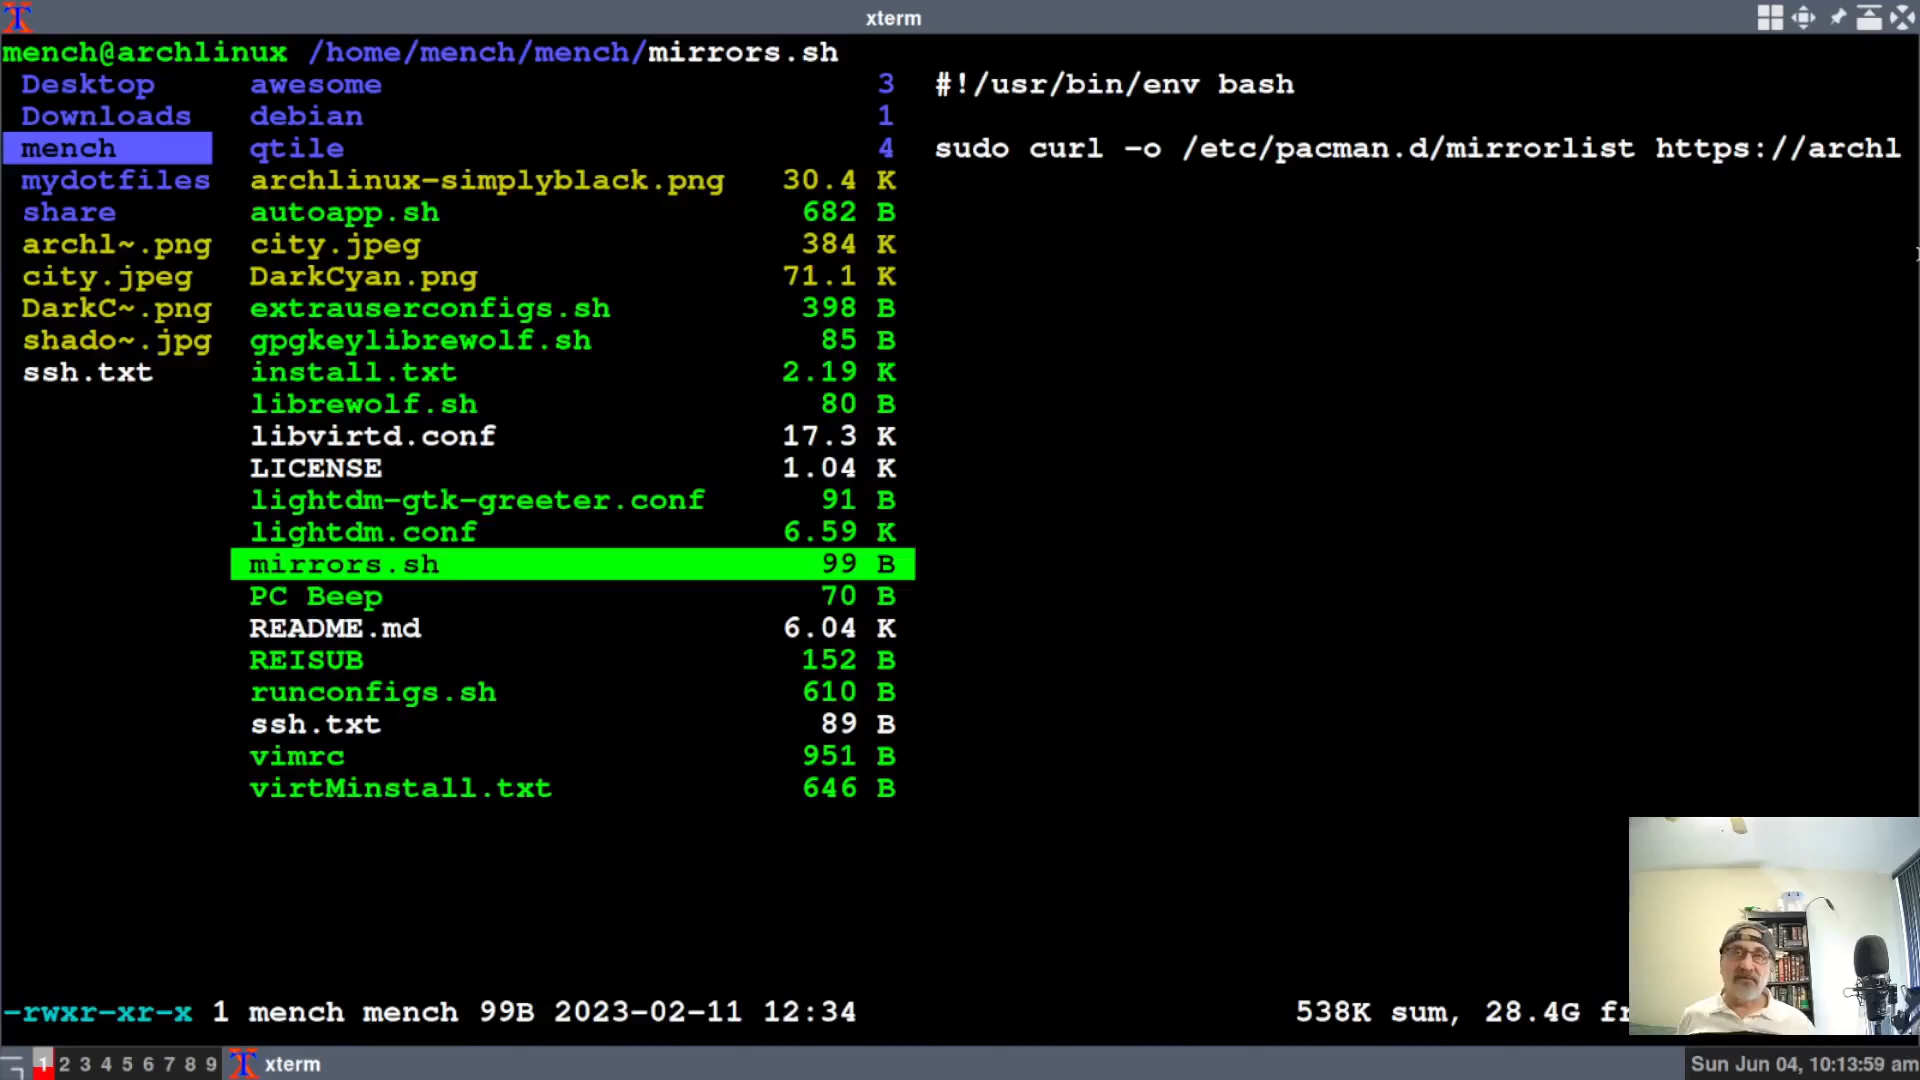 xterm
mench@archlinux /home/mench/mench/mirrors.sh
Desktop
Downloads
mench
mydotfiles
share
archl~.png
city.jpeg
DarkC~.png
shado~.jpg
ssh.txt
awesome 3
debian 1
qtile 4
archlinux-simplyblack.png 30.4 K
autoapp.sh 682 B
city.jpeg 384 K
DarkCyan.png 71.1 K
extrauserconfigs.sh 398 B
gpgkeylibrewolf.sh 85 B
install.txt 2.19 K
librewolf.sh 80 B
libvirtd.conf 17.3 K
LICENSE 1.04 K
lightdm-gtk-greeter.conf 91 B
lightdm.conf 6.59 K
mirrors.sh 99 B
PC Beep 70 B
README.md 6.04 K
REISUB 152 B
runconfigs.sh 610 B
ssh.txt 89 B
vimrc 951 B
virtMinstall.txt 646 B
#!/usr/bin/env bash
sudo curl -o /etc/pacman.d/mirrorlist https://archl
-rwxr-xr-x 1 mench mench 99B 2023-02-11 12:34
538K sum, 28.4G fr
1 2 3 4 5 6 7 8 9 xterm
Sun Jun 04, 10:13:59 am